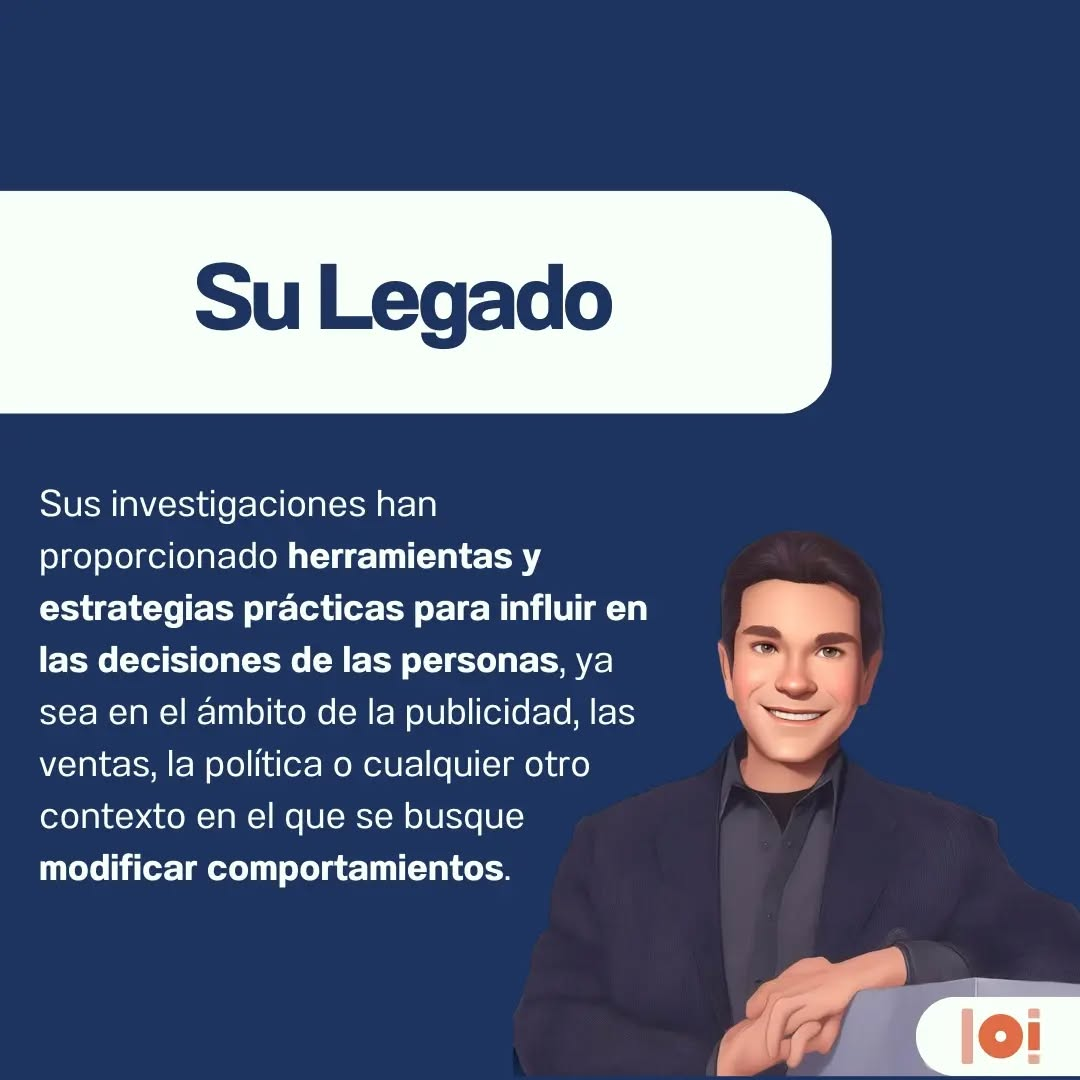 Su Legado
Sus investigaciones han
proporcionado herramientas y
estrategias prácticas para influir en
las decisiones de las personas, ya
sea en el ámbito de la publicidad, las
ventas, la política o cualquier otro
contexto en el que se busque
modificar comportamientos.
loi